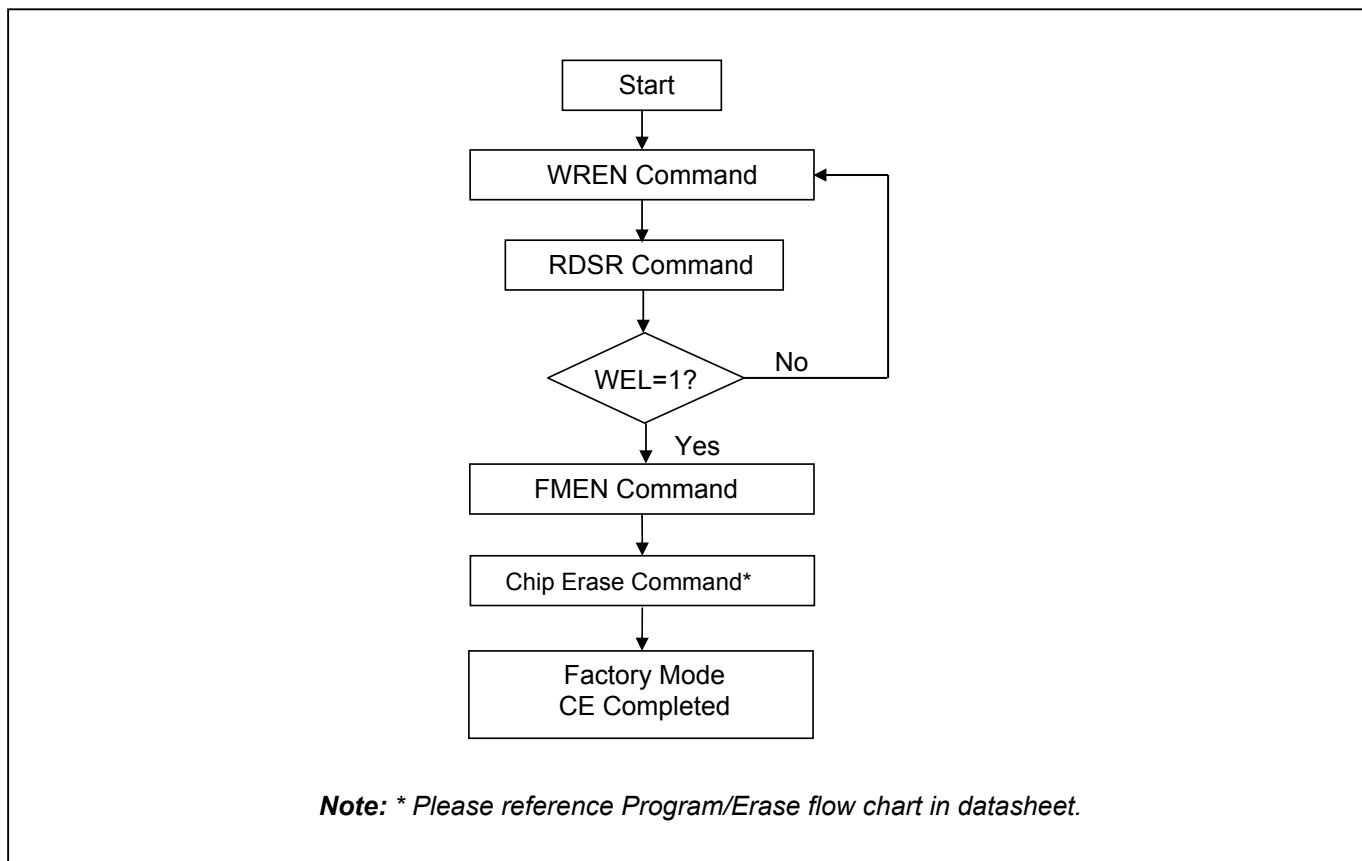 Start
WREN Command
RDSR Command
WEL=1?
No
Yes
FMEN Command
Chip Erase Command*
Factory Mode
CE Completed
Note: * Please reference Program/Erase flow chart in datasheet.